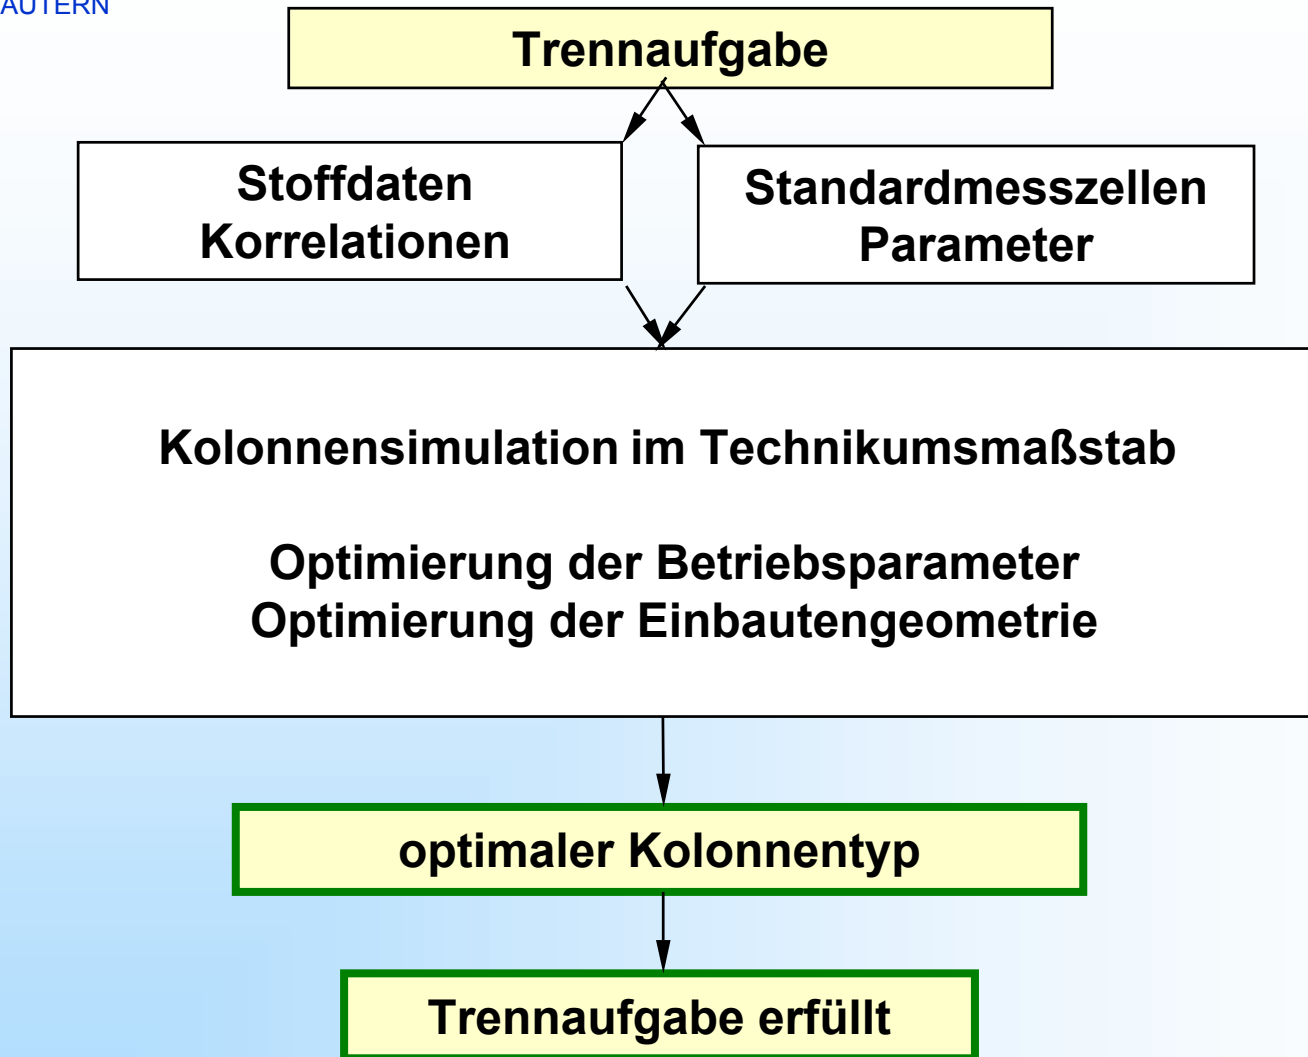 AUTERN
Trennaufgabe
Stoffdaten
Korrelationen
Standardmesszellen
Parameter
Kolonnensimulation im Technikumsmaßstab
Optimierung der Betriebsparameter
Optimierung der Einbautengeometrie
optimaler Kolonnentyp
Trennaufgabe erfüllt